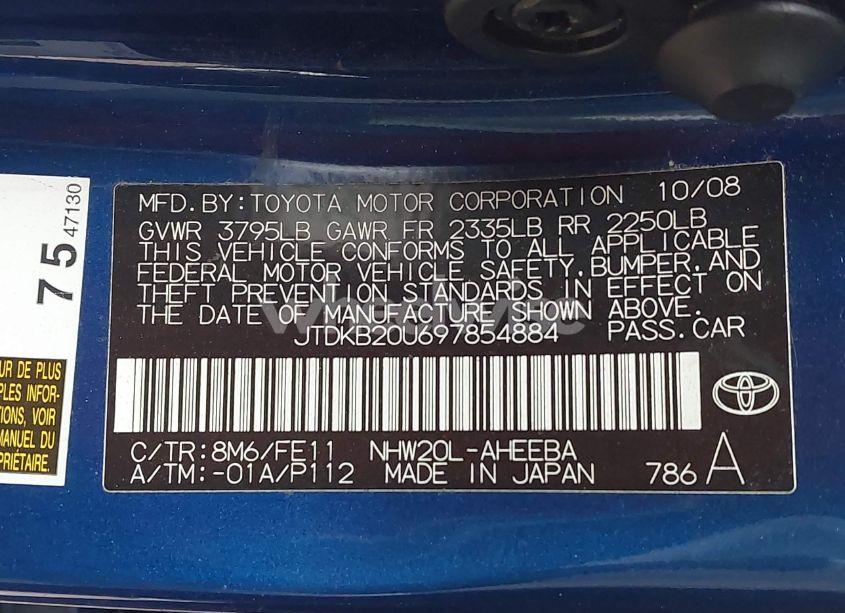 MFD.BY:TOYOTA MOTOR CORPORATION 10/08
GVWR 3795LB GAWR FR 2335LB RR 2250LB
THIS VEHICLE CONFORMS TO ALL APPLICABLE
FEDERAL MOTOR VEHICLE SAFETY,BUMPER,AND
THEFT PREVENTION STANDARDS IN EFFECT ON
THE DATE OF MANUFACTURE SHOWN ABOVE.
JTDKB20U697854884 PASS.CAR
C/TR:8M6/FE11 NHW20L-AHEEBA
A/TM:-01A/P112 MADE IN JAPAN 786 A
75
47130
UR DE PLUS
PLES INFOR-
TIONS, VOIR
MANUEL DU
PRIÉTAIRE.